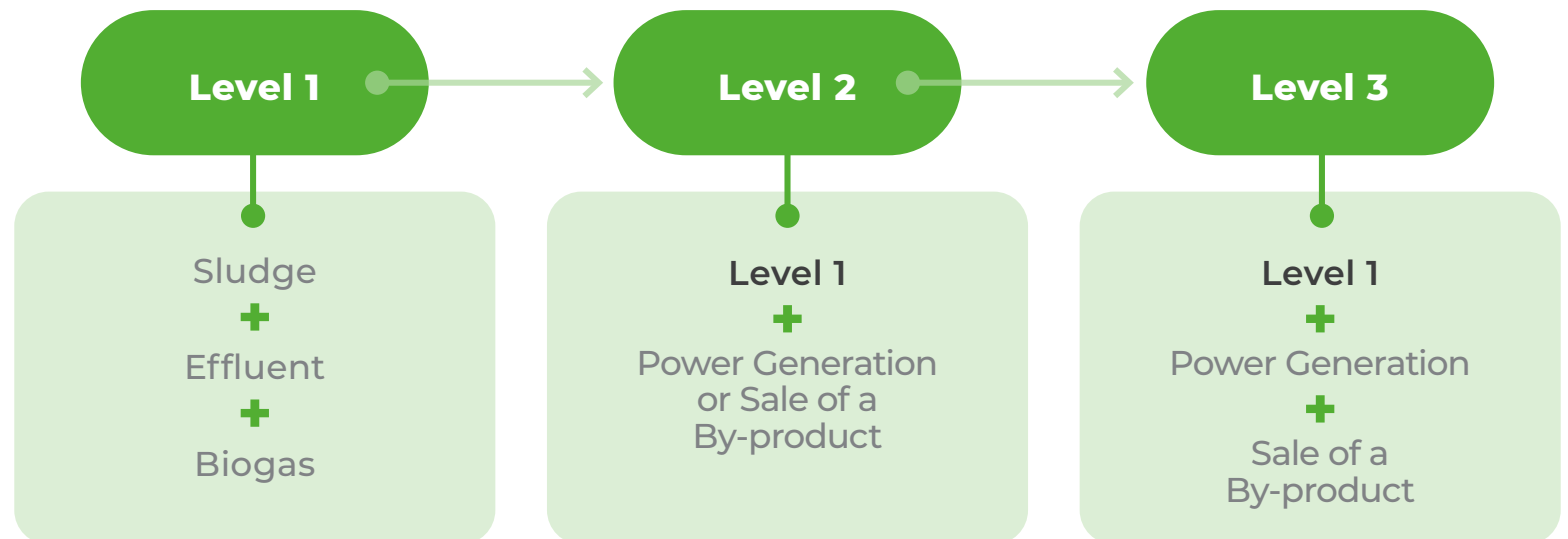 Level 1
Level 2
Level 3
Sludge
+
Effluent
+
Biogas
Level 1
+
Power Generation
or Sale of a
By-product
Level 1
+
Power Generation
+
Sale of a
By-product